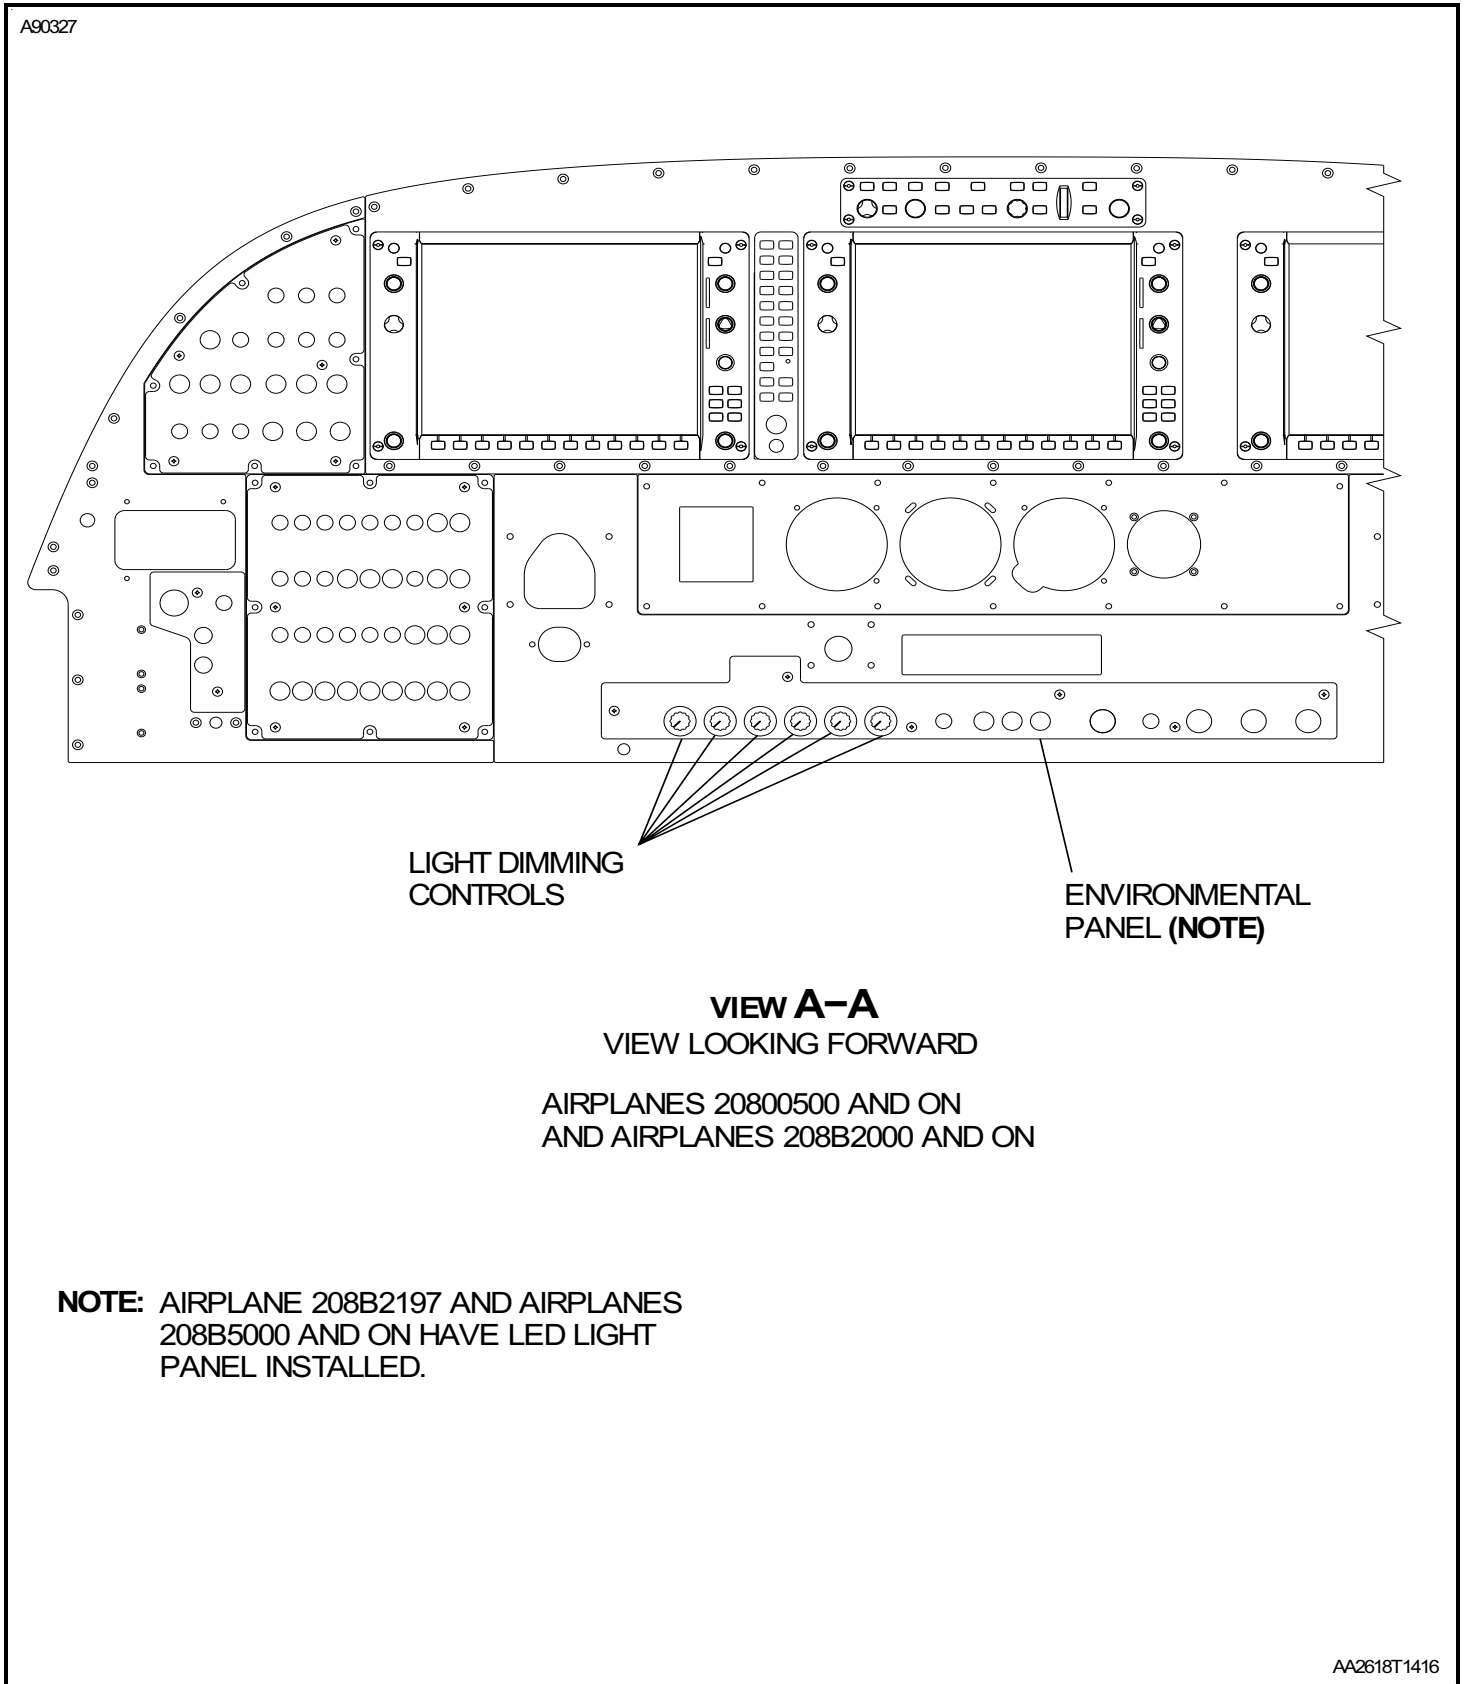 A90327
LIGHT DIMMING
CONTROLS
ENVIRONMENTAL
PANEL (NOTE)
VIEW A-A
VIEW LOOKING FORWARD
AIRPLANES 20800500 AND ON
AND AIRPLANES 208B2000 AND ON
NOTE: AIRPLANE 208B2197 AND AIRPLANES
208B5000 AND ON HAVE LED LIGHT
PANEL INSTALLED.
AA2618T1416